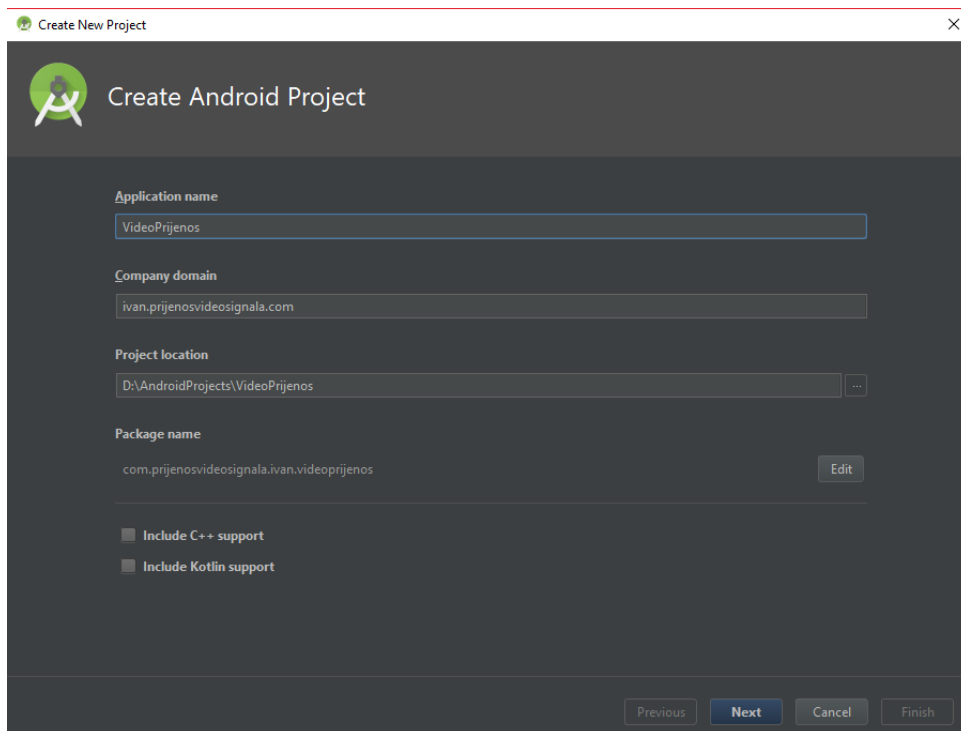 Create New Project
Create Android Project
Application name
VideoPrijenos
Company domain
ivan.prijenosvideosignala.com
Project location
D:\AndroidProjects\VideoPrijenos
...
Package name
com.prijenosvideosignala.ivan.videoprijenos
Edit
Include C++ support
Include Kotlin support
Previous Next Cancel Finish